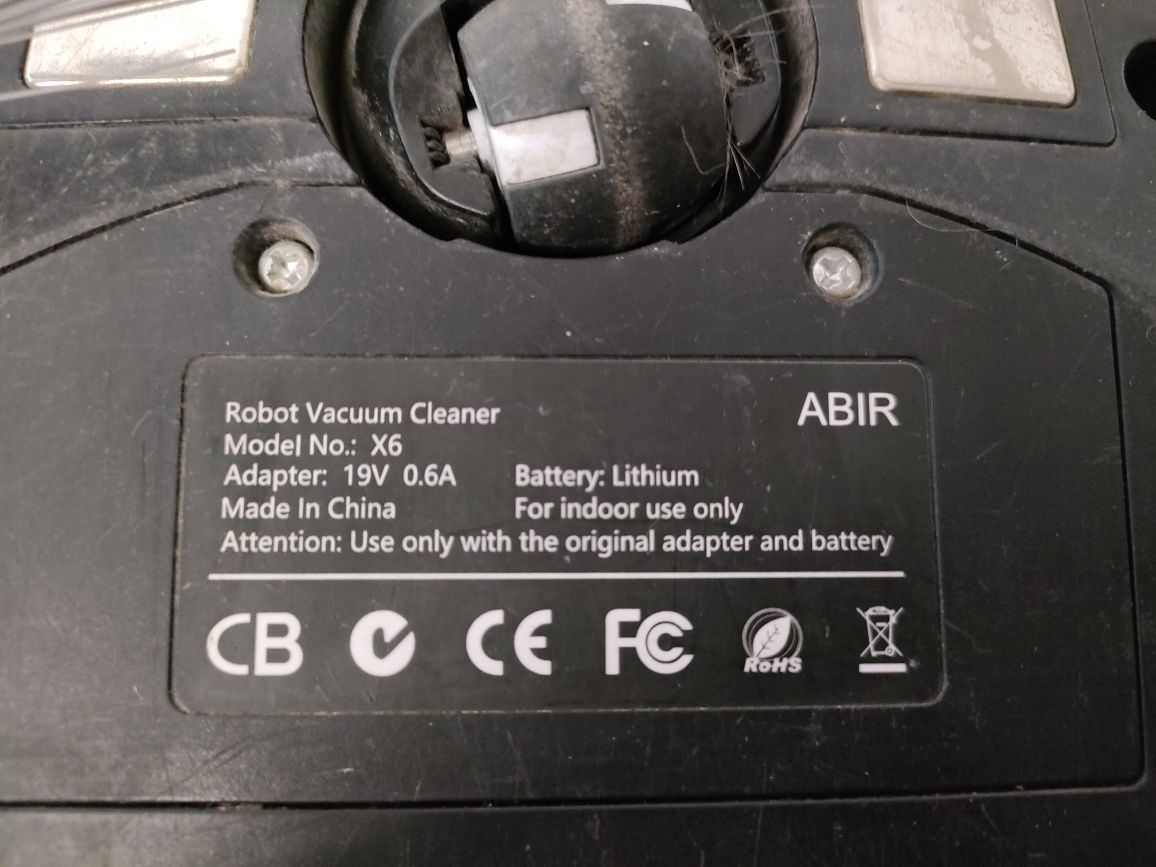 Robot Vacuum Cleaner
ABIR
Model No.: X6
Adapter: 19V 0.6A Battery: Lithium
Made In China For indoor use only
Attention: Use only with the original adapter and battery
CB CE FC RoHS